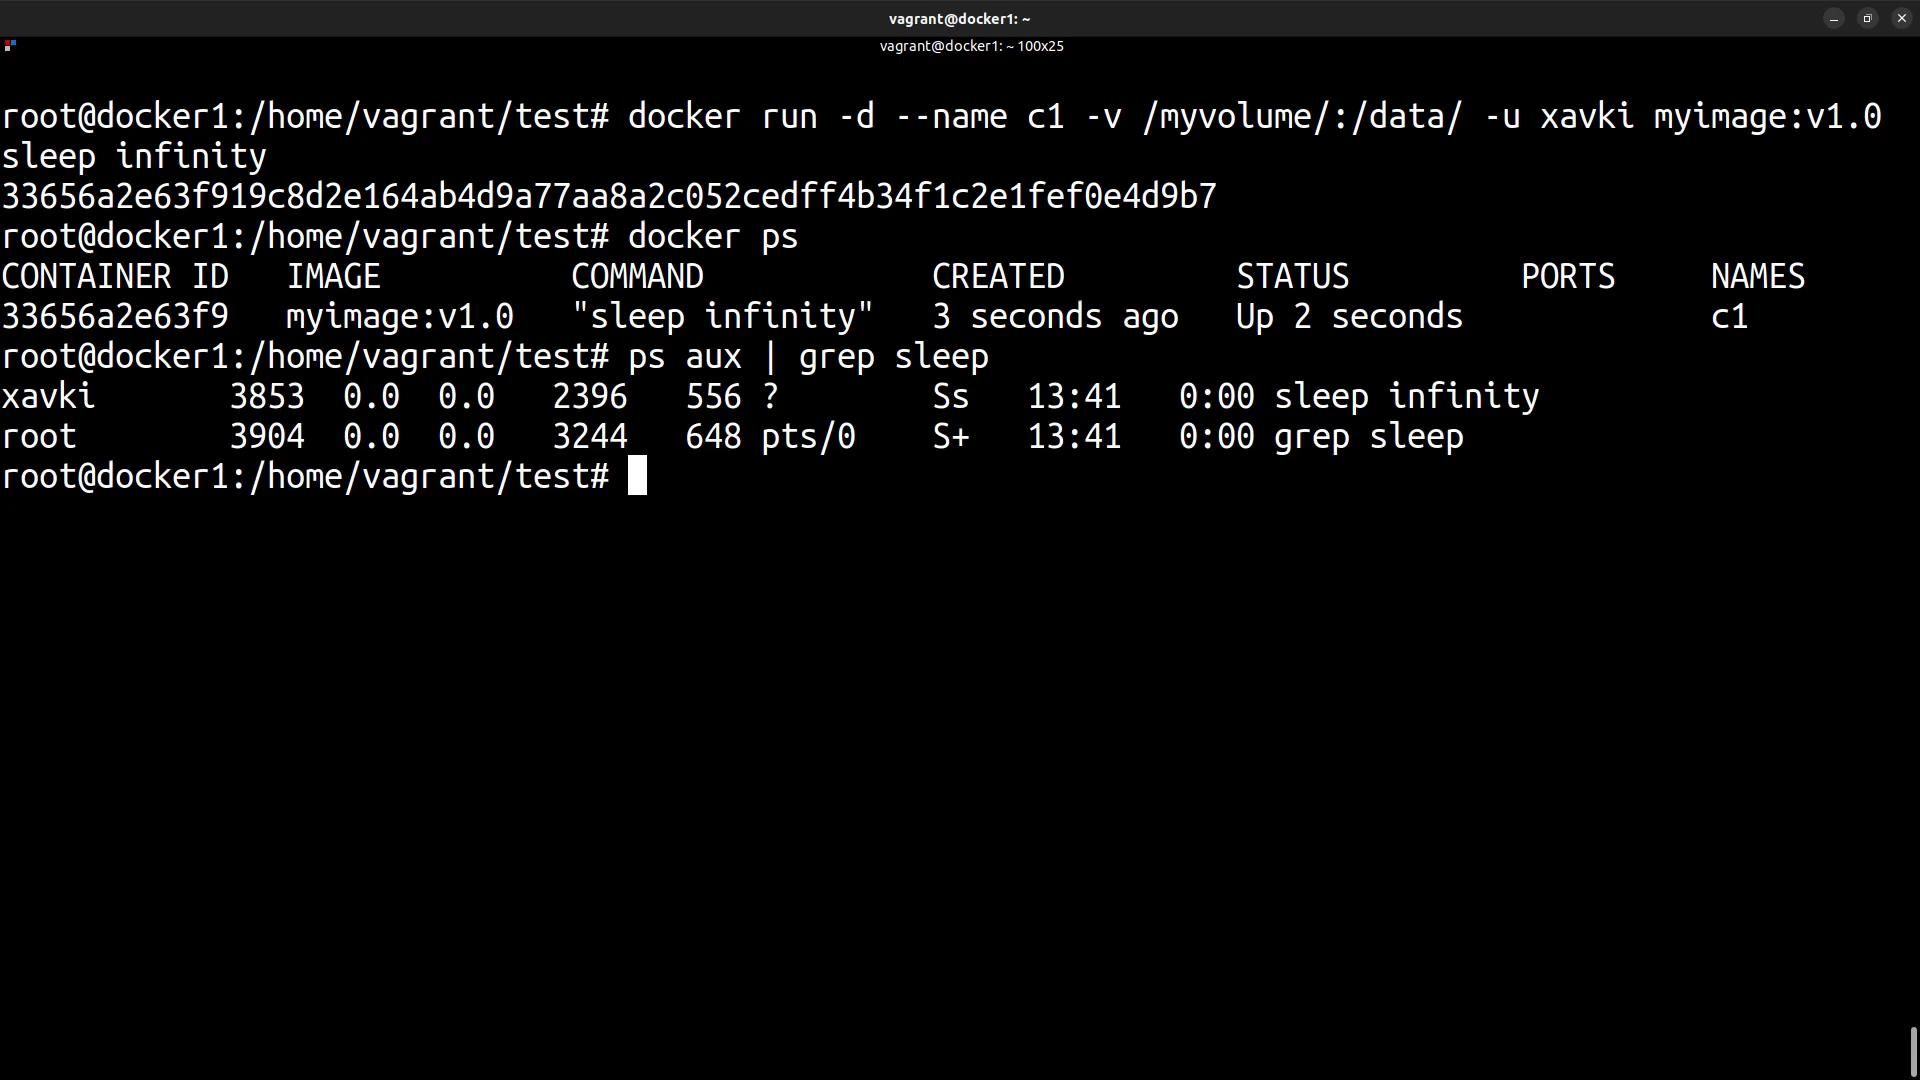 vagrant@docker1: ~
vagrant@docker1: ~ 100x25
root@docker1:/home/vagrant/test# docker run -d --name c1 -v /myvolume/:/data/ -u xavki myimage:v1.0
sleep infinity
33656a2e63f919c8d2e164ab4d9a77aa8a2c052cedff4b34f1c2e1fef0e4d9b7
root@docker1:/home/vagrant/test# docker ps
CONTAINER ID   IMAGE          COMMAND            CREATED         STATUS         PORTS     NAMES
33656a2e63f9   myimage:v1.0   "sleep infinity"   3 seconds ago   Up 2 seconds             c1
root@docker1:/home/vagrant/test# ps aux | grep sleep
xavki       3853  0.0  0.0   2396   556 ?        Ss   13:41   0:00 sleep infinity
root        3904  0.0  0.0   3244   648 pts/0    S+   13:41   0:00 grep sleep
root@docker1:/home/vagrant/test#